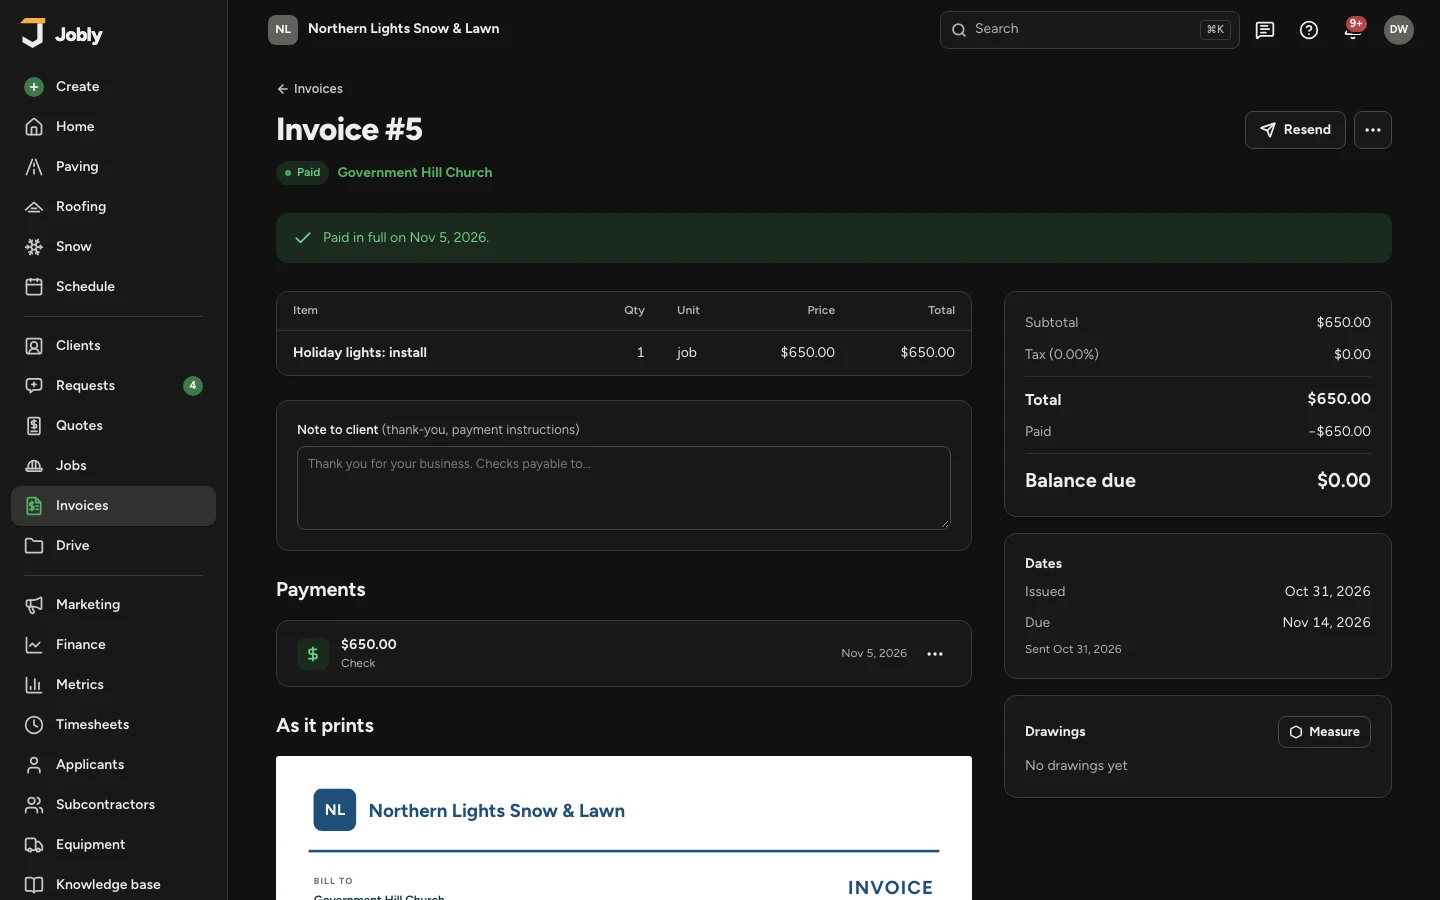 Jobly
NL Northern Lights Snow & Lawn
Search ⌘K
9+
DW
Create
Home
Paving
Roofing
Snow
Schedule
Clients
Requests 4
Quotes
Jobs
Invoices
Drive
Marketing
Finance
Metrics
Timesheets
Applicants
Subcontractors
Equipment
Knowledge base
← Invoices
Invoice #5
Resend
Paid Government Hill Church
Paid in full on Nov 5, 2026.
Item Qty Unit Price Total
Holiday lights: install 1 job $650.00 $650.00
Note to client (thank-you, payment instructions)
Thank you for your business. Checks payable to…
Payments
$650.00
Check
Nov 5, 2026
As it prints
NL Northern Lights Snow & Lawn
BILL TO
INVOICE
Government Hill Church
Subtotal $650.00
Tax (0.00%) $0.00
Total $650.00
Paid −$650.00
Balance due $0.00
Dates
Issued Oct 31, 2026
Due Nov 14, 2026
Sent Oct 31, 2026
Drawings Measure
No drawings yet